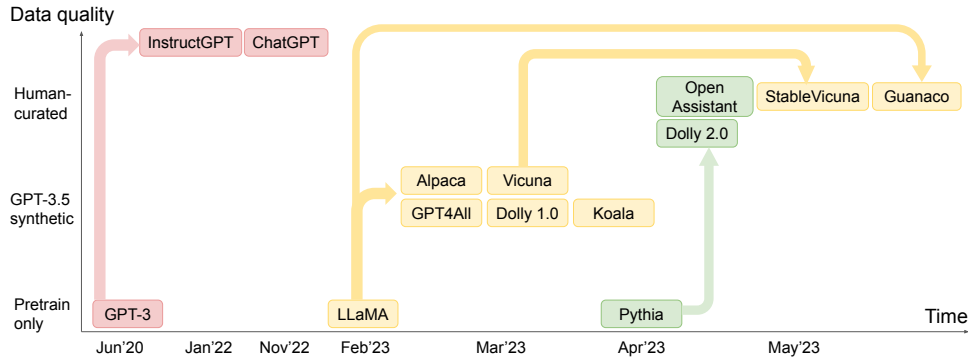 Data quality
InstructGPT
ChatGPT
Human-
curated
Open
Assistant
StableVicuna
Guanaco
Dolly 2.0
GPT-3.5
synthetic
Alpaca
Vicuna
GPT4All
Dolly 1.0
Koala
Pretrain
only
GPT-3
LLaMA
Pythia
Time
Jun'20
Jan'22
Nov'22
Feb'23
Mar'23
Apr'23
May'23